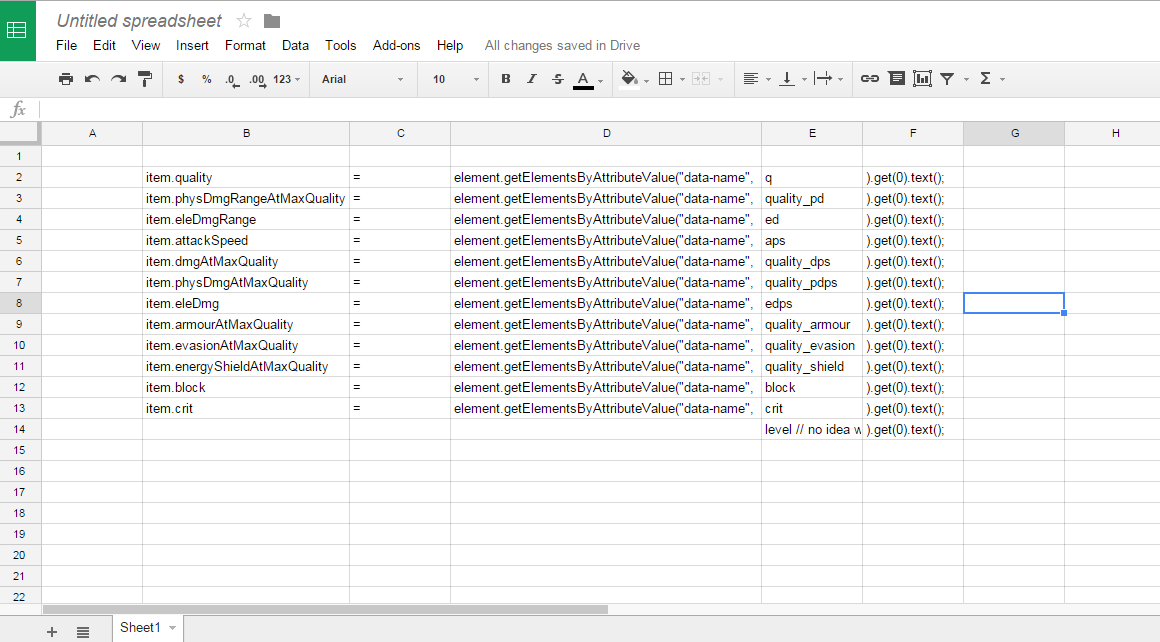 Untitled spreadsheet
File Edit View Insert Format Data Tools Add-ons Help All changes saved in Drive
$ % .0 .00 123 Arial 10 B I S A Σ
fx
A B C D E F G H
1
2 item.quality = element.getElementsByAttributeValue("data-name", q ).get(0).text();
3 item.physDmgRangeAtMaxQuality = element.getElementsByAttributeValue("data-name", quality_pd ).get(0).text();
4 item.eleDmgRange = element.getElementsByAttributeValue("data-name", ed ).get(0).text();
5 item.attackSpeed = element.getElementsByAttributeValue("data-name", aps ).get(0).text();
6 item.dmgAtMaxQuality = element.getElementsByAttributeValue("data-name", quality_dps ).get(0).text();
7 item.physDmgAtMaxQuality = element.getElementsByAttributeValue("data-name", quality_pdps ).get(0).text();
8 item.eleDmg = element.getElementsByAttributeValue("data-name", edps ).get(0).text();
9 item.armourAtMaxQuality = element.getElementsByAttributeValue("data-name", quality_armour ).get(0).text();
10 item.evasionAtMaxQuality = element.getElementsByAttributeValue("data-name", quality_evasion ).get(0).text();
11 item.energyShieldAtMaxQuality = element.getElementsByAttributeValue("data-name", quality_shield ).get(0).text();
12 item.block = element.getElementsByAttributeValue("data-name", block ).get(0).text();
13 item.crit = element.getElementsByAttributeValue("data-name", crit ).get(0).text();
14 level // no idea w ).get(0).text();
15
16
17
18
19
20
21
22
+ Sheet1